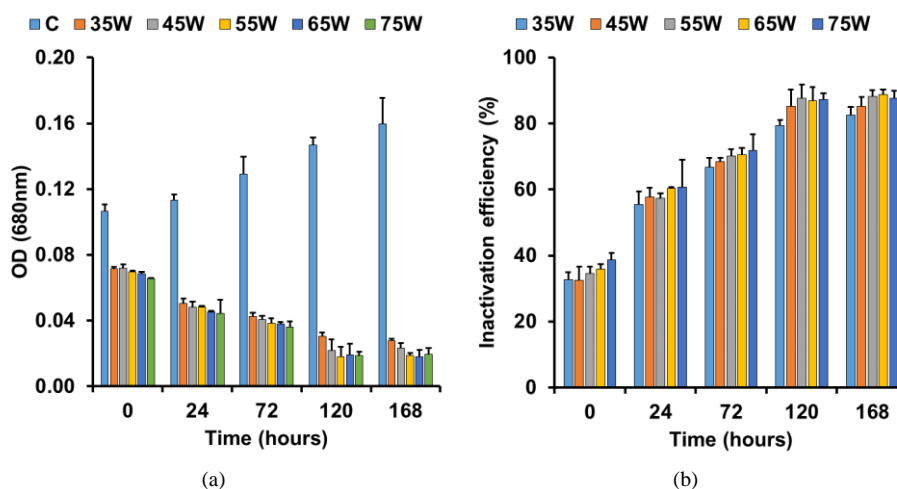 C 35W 45W 55W 65W 75W
0.20
0.16
0.12
0.08
0.04
0.00
OD (680nm)
0 24 72 120 168
Time (hours)
(a)
35W 45W 55W 65W 75W
100
80
60
40
20
0
Inactivation efficiency (%)
0 24 72 120 168
Time (hours)
(b)